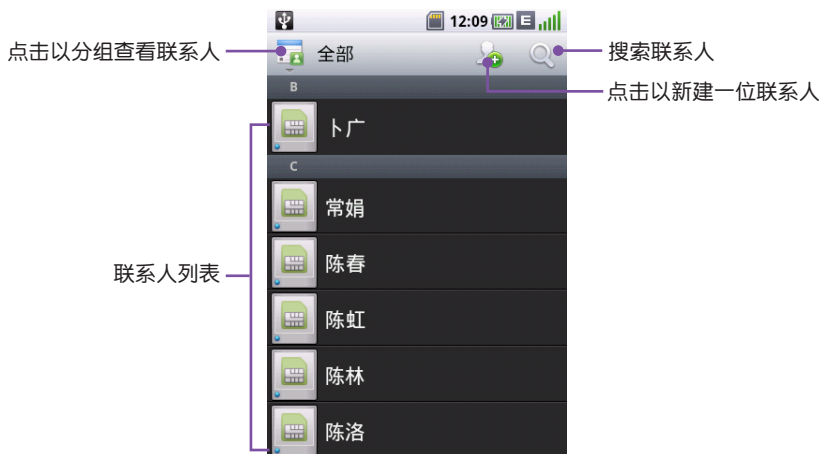 12:09 E
点击以分组查看联系人 全部 搜索联系人
点击以新建一位联系人
B
卜广
C
常娟
陈春
联系人列表
陈虹
陈林
陈洛